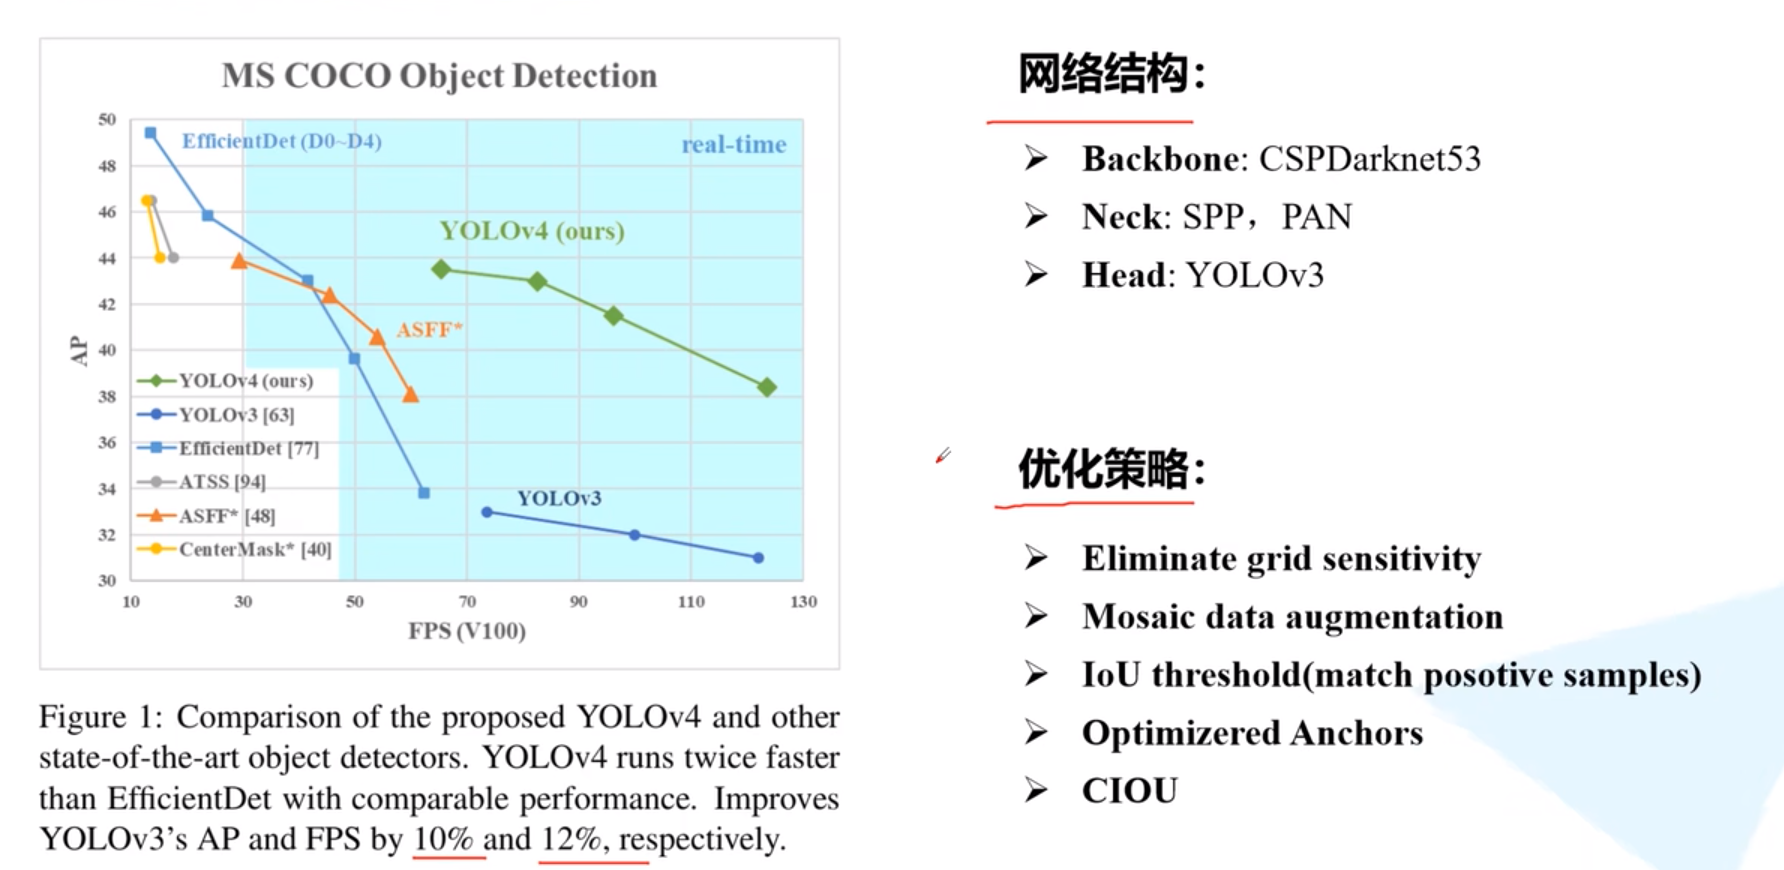 MS COCO Object Detection
50
48
46
44
42
40
38
36
34
32
30
AP
EfficientDet (D0~D4)
real-time
YOLOv4 (ours)
ASFF*
YOLOv3
YOLOv4 (ours)
YOLOv3 [63]
EfficientDet [77]
ATSS [94]
ASFF* [48]
CenterMask* [40]
10 30 50 70 90 110 130
FPS (V100)
Figure 1: Comparison of the proposed YOLOv4 and other
state-of-the-art object detectors. YOLOv4 runs twice faster
than EfficientDet with comparable performance. Improves
YOLOv3's AP and FPS by 10% and 12%, respectively.
网络结构：
➢ Backbone: CSPDarknet53
➢ Neck: SPP，PAN
➢ Head: YOLOv3
优化策略：
➢ Eliminate grid sensitivity
➢ Mosaic data augmentation
➢ IoU threshold(match posotive samples)
➢ Optimizered Anchors
➢ CIOU